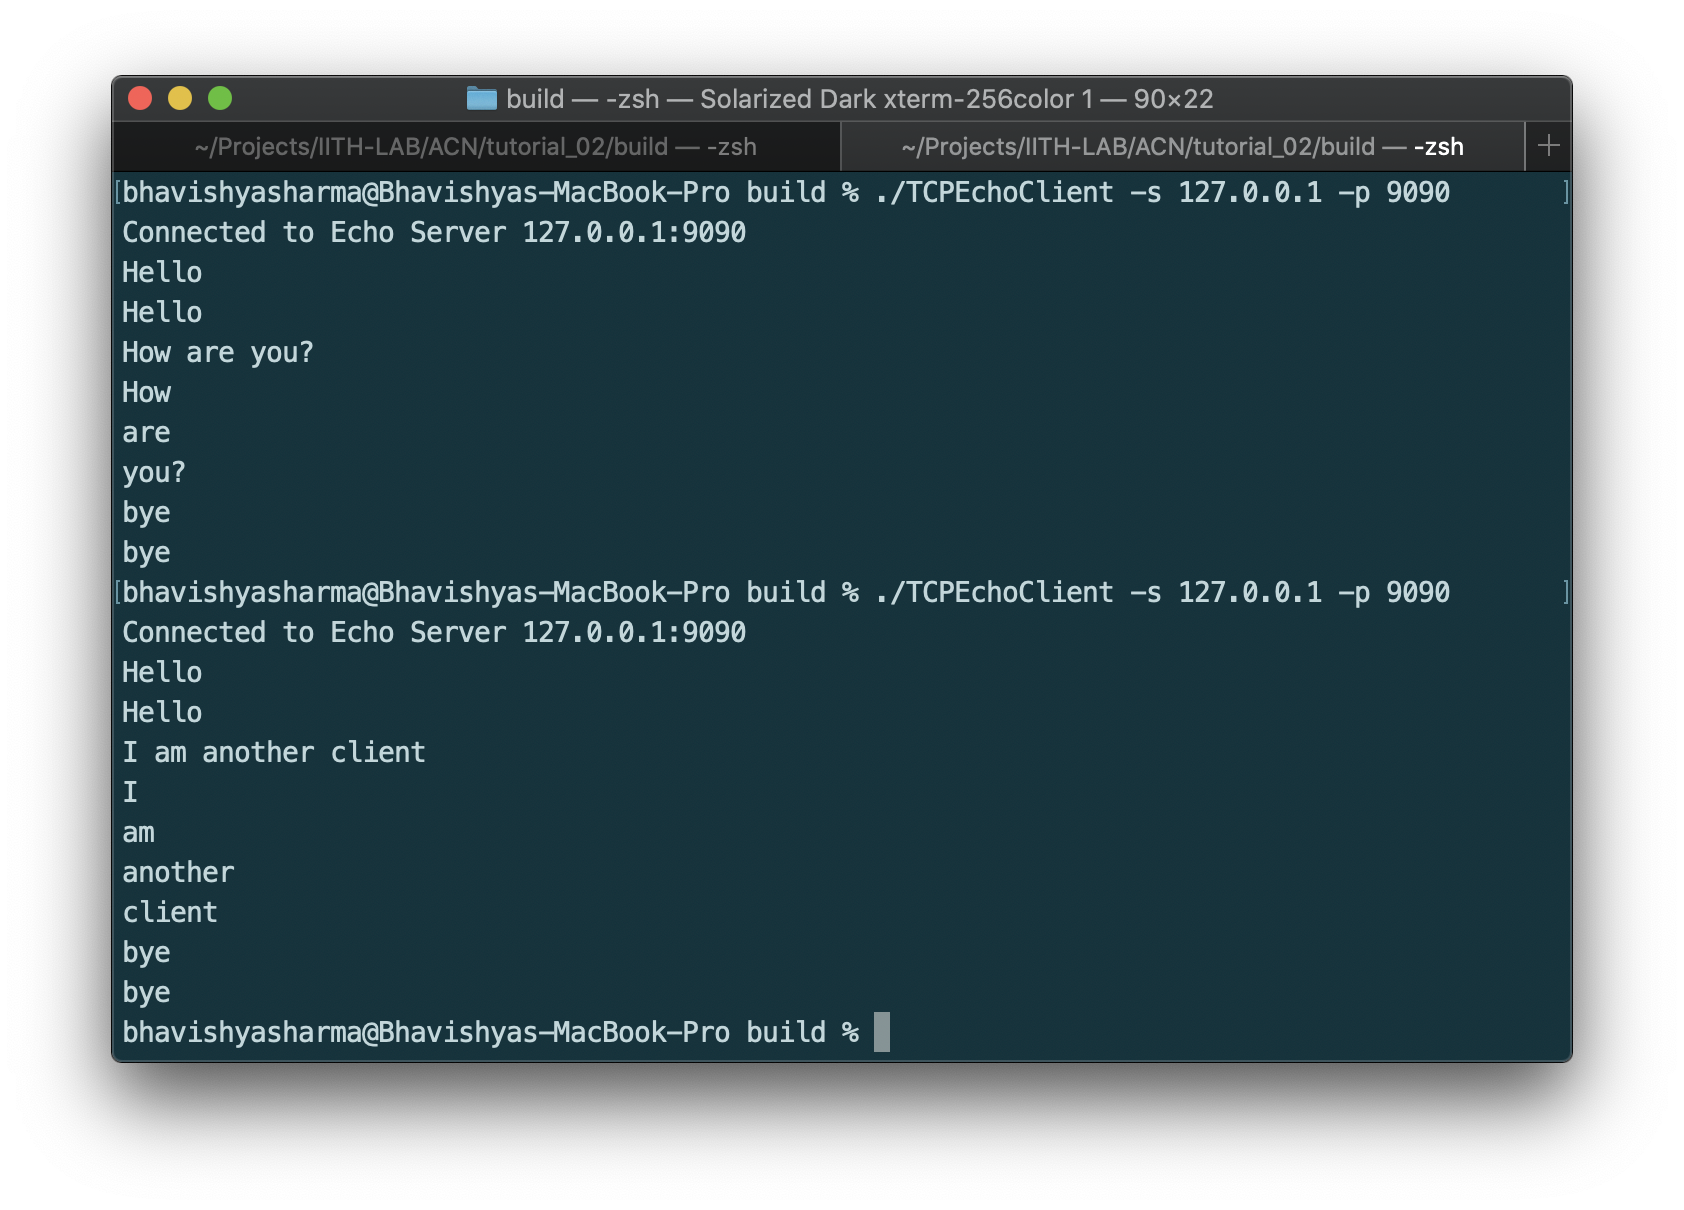 build — -zsh — Solarized Dark xterm-256color 1 — 90×22
~/Projects/IITH-LAB/ACN/tutorial_02/build — -zsh
~/Projects/IITH-LAB/ACN/tutorial_02/build — -zsh
[bhavishyasharma@Bhavishyas-MacBook-Pro build % ./TCPEchoClient -s 127.0.0.1 -p 9090 ]
Connected to Echo Server 127.0.0.1:9090
Hello
Hello
How are you?
How
are
you?
bye
bye
[bhavishyasharma@Bhavishyas-MacBook-Pro build % ./TCPEchoClient -s 127.0.0.1 -p 9090 ]
Connected to Echo Server 127.0.0.1:9090
Hello
Hello
I am another client
I
am
another
client
bye
bye
bhavishyasharma@Bhavishyas-MacBook-Pro build %